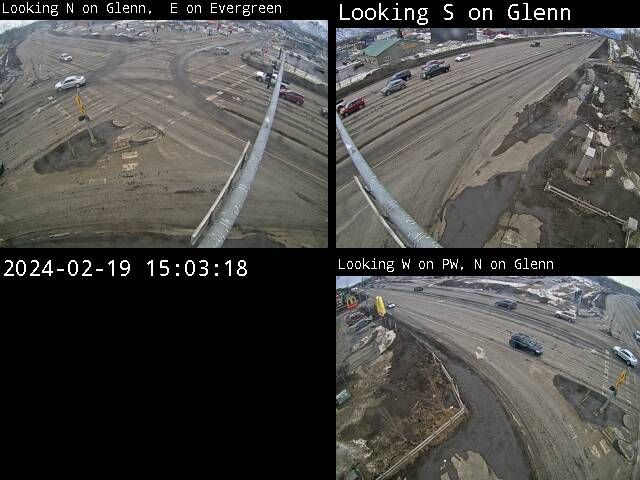 Looking N on Glenn,  E on Evergreen
Looking S on Glenn
2024-02-19 15:03:18
Looking W on PW, N on Glenn